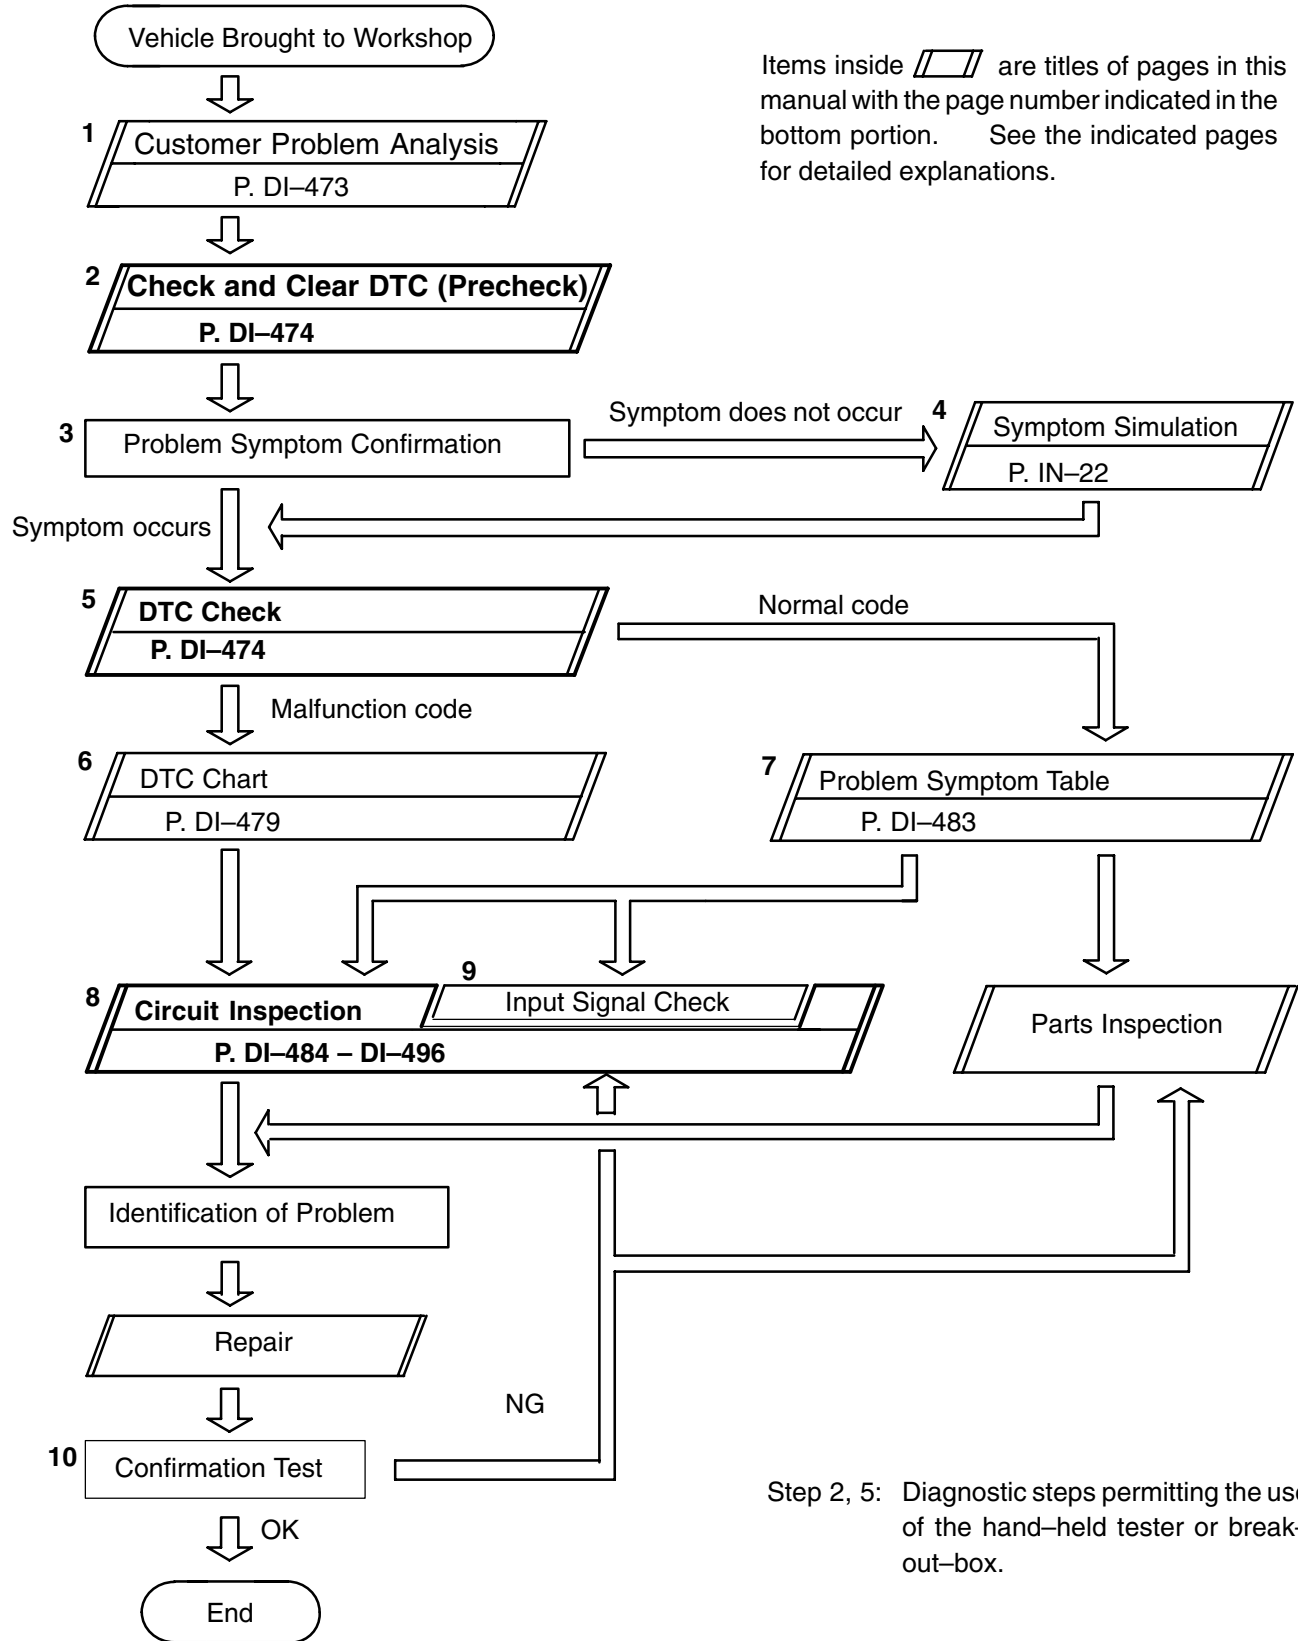 Vehicle Brought to Workshop
Items inside are titles of pages in this
manual with the page number indicated in the
bottom portion. See the indicated pages
for detailed explanations.
1
Customer Problem Analysis
P. DI–473
2
Check and Clear DTC (Precheck)
P. DI–474
3
Problem Symptom Confirmation
Symptom does not occur
4
Symptom Simulation
P. IN–22
Symptom occurs
5
DTC Check
P. DI–474
Normal code
Malfunction code
6
DTC Chart
P. DI–479
7
Problem Symptom Table
P. DI–483
8
Circuit Inspection
9
Input Signal Check
P. DI–484 – DI–496
Parts Inspection
Identification of Problem
Repair
NG
10
Confirmation Test
OK
End
Step 2, 5: Diagnostic steps permitting the use
of the hand–held tester or break–
out–box.